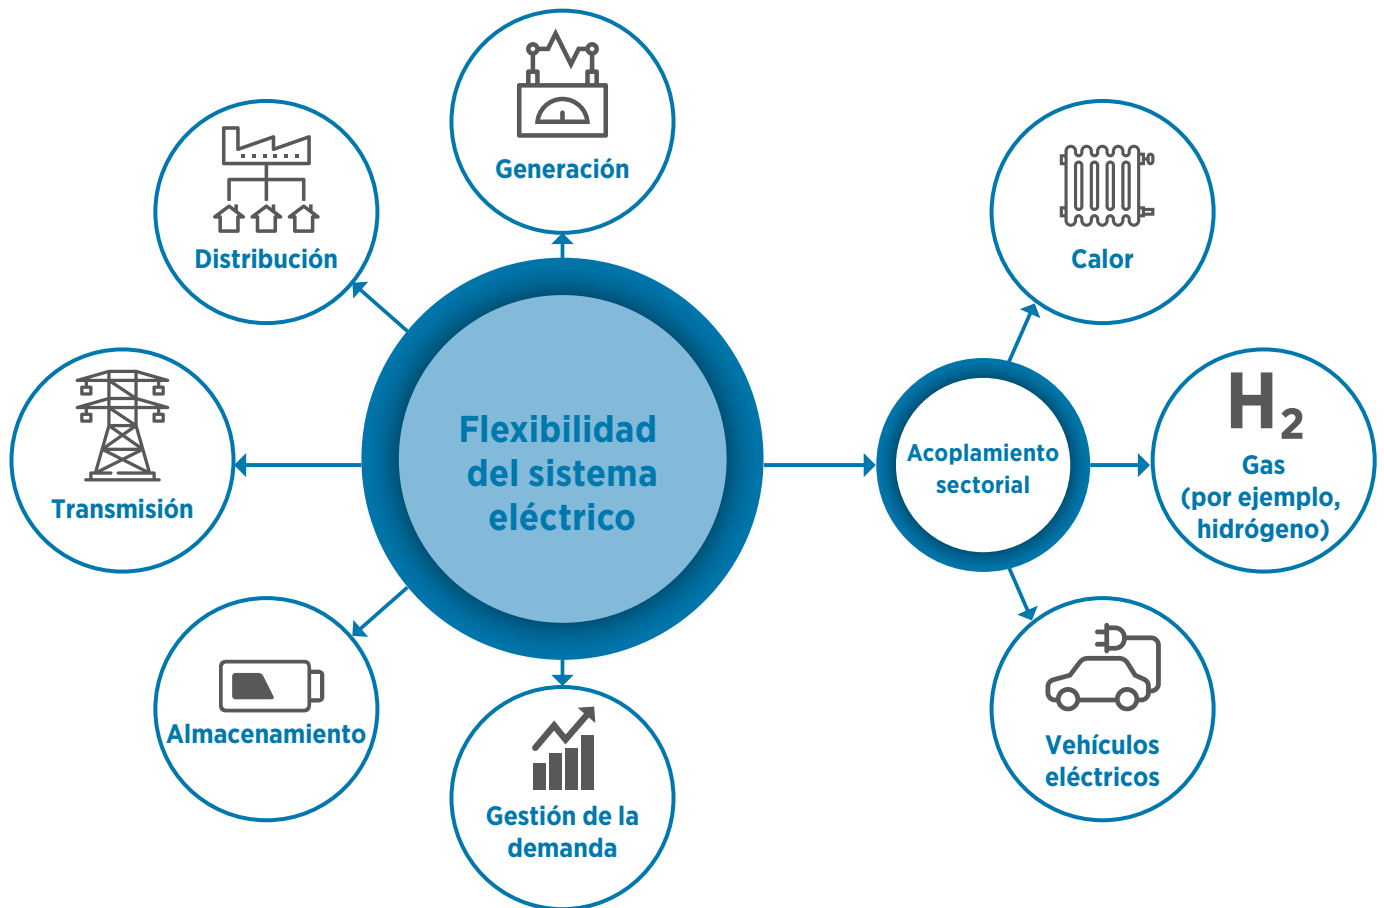 Generación
Distribución
Calor
Transmisión
Flexibilidad
del sistema
eléctrico
Acoplamiento
sectorial
H2
Gas
(por ejemplo,
hidrógeno)
Almacenamiento
Gestión de la
demanda
Vehículos
eléctricos